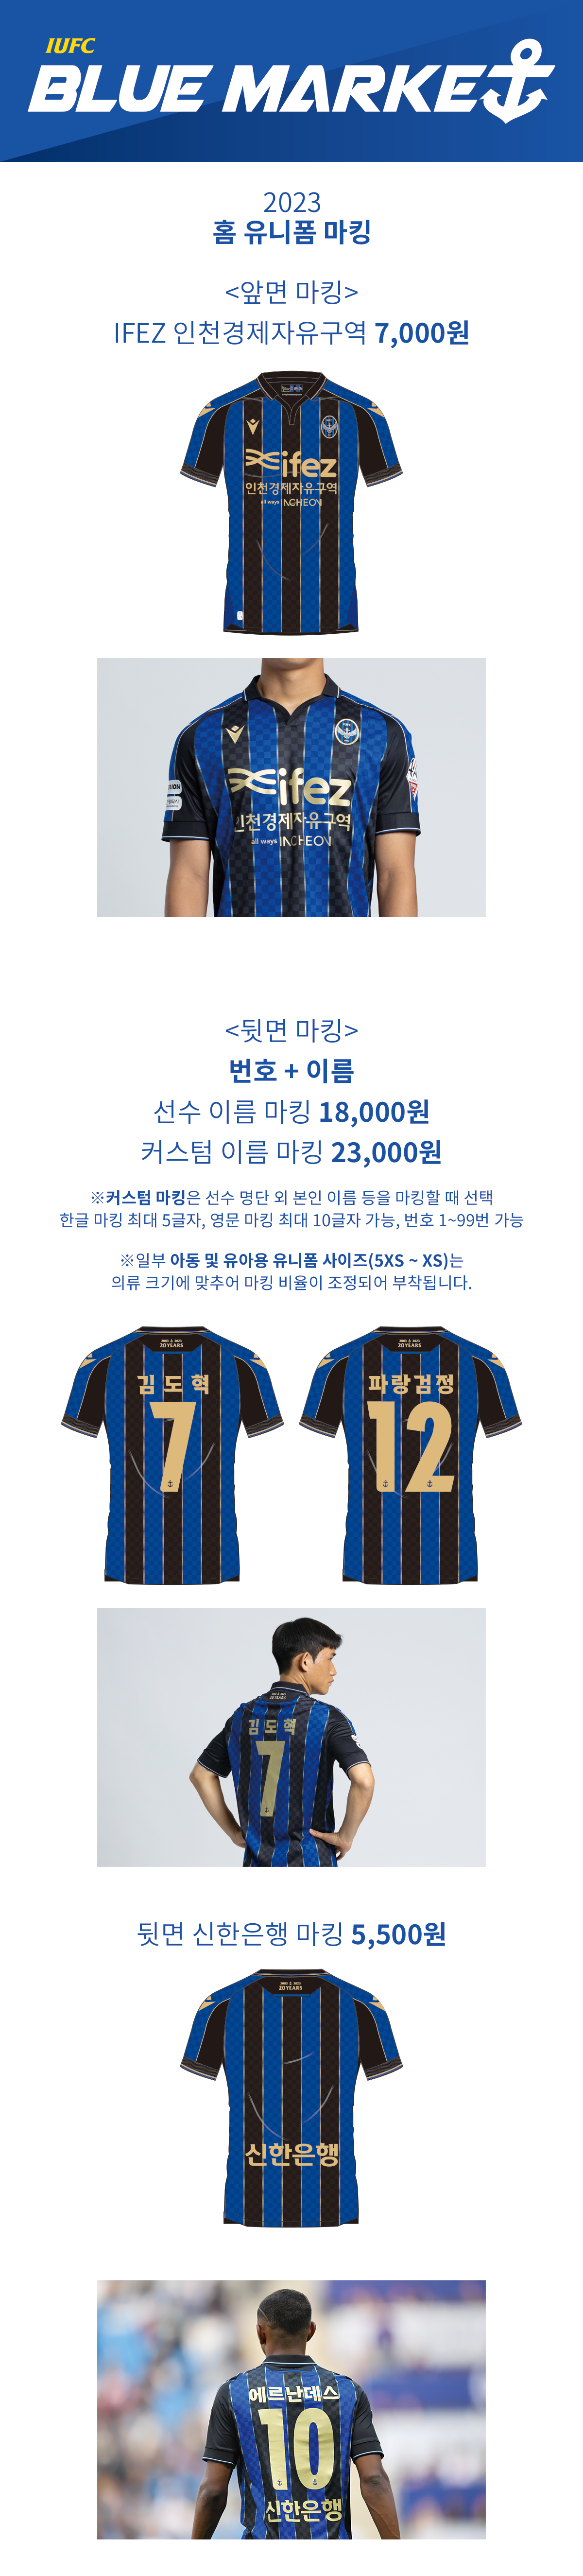 IUFC
BLUE MARKET
2023
홈 유니폼 마킹
<앞면 마킹>
IFEZ 인천경제자유구역 7,000원
ifez
인천경제자유구역
all ways INCHEON
ifez
인천경제자유구역
all ways INCHEON
<뒷면 마킹>
번호 + 이름
선수 이름 마킹 18,000원
커스텀 이름 마킹 23,000원
※커스텀 마킹은 선수 명단 외 본인 이름 등을 마킹할 때 선택
한글 마킹 최대 5글자, 영문 마킹 최대 10글자 가능, 번호 1~99번 가능
※일부 아동 및 유아용 유니폼 사이즈(5XS ~ XS)는
의류 크기에 맞추어 마킹 비율이 조정되어 부착됩니다.
20 YEARS
김도혁
7
20 YEARS
파랑검정
12
20 YEARS
김도혁
7
뒷면 신한은행 마킹 5,500원
20 YEARS
신한은행
에르난데스
10
신한은행